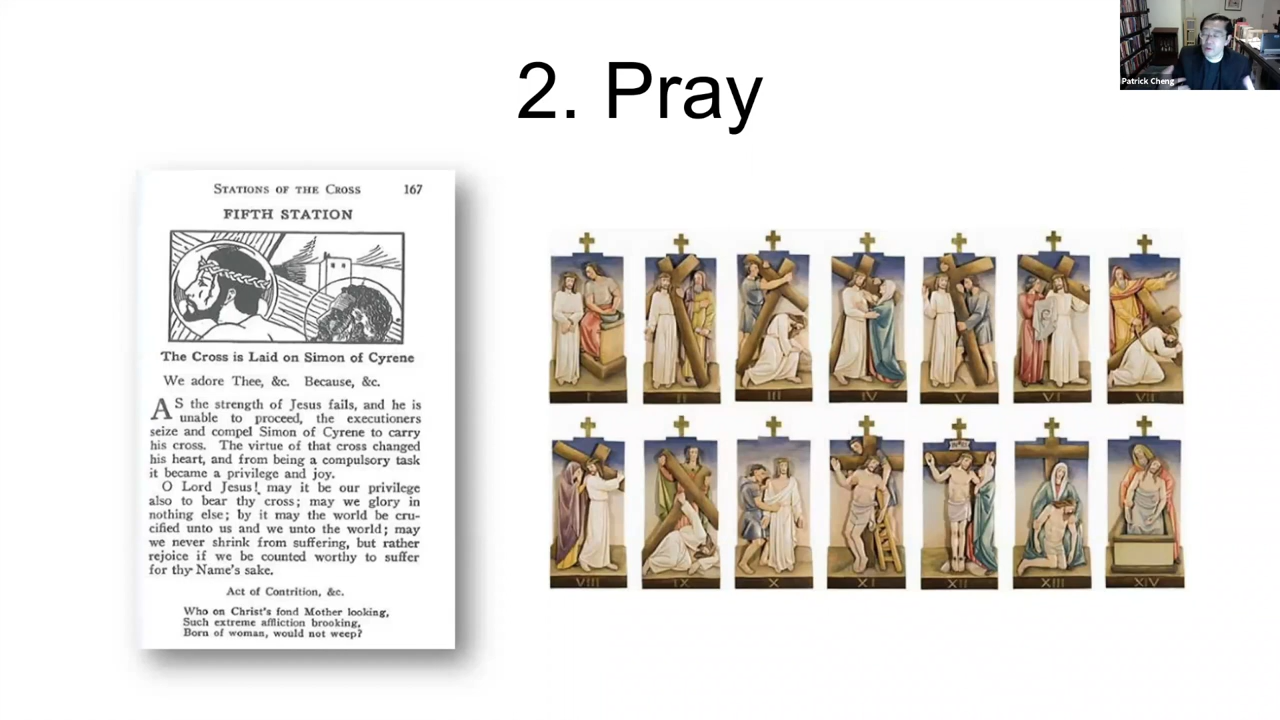 2. Pray
Patrick Cheng
STATIONS OF THE CROSS 167
FIFTH STATION
The Cross is Laid on Simon of Cyrene
We adore Thee, &c. Because, &c.
AS the strength of Jesus fails, and he is
unable to proceed, the executioners
seize and compel Simon of Cyrene to carry
his cross. The virtue of that cross changed
his heart, and from being a compulsory task
it became a privilege and joy.
O Lord Jesus! may it be our privilege
also to bear thy cross; may we glory in
nothing else; by it may the world be cru-
cified unto us and we unto the world; may
we never shrink from suffering, but rather
rejoice if we be counted worthy to suffer
for thy Name's sake.
Act of Contrition, &c.
Who on Christ's fond Mother looking,
Such extreme affliction brooking,
Born of woman, would not weep?
I II III IV V VI VII
VIII IX X XI XII XIII XIV